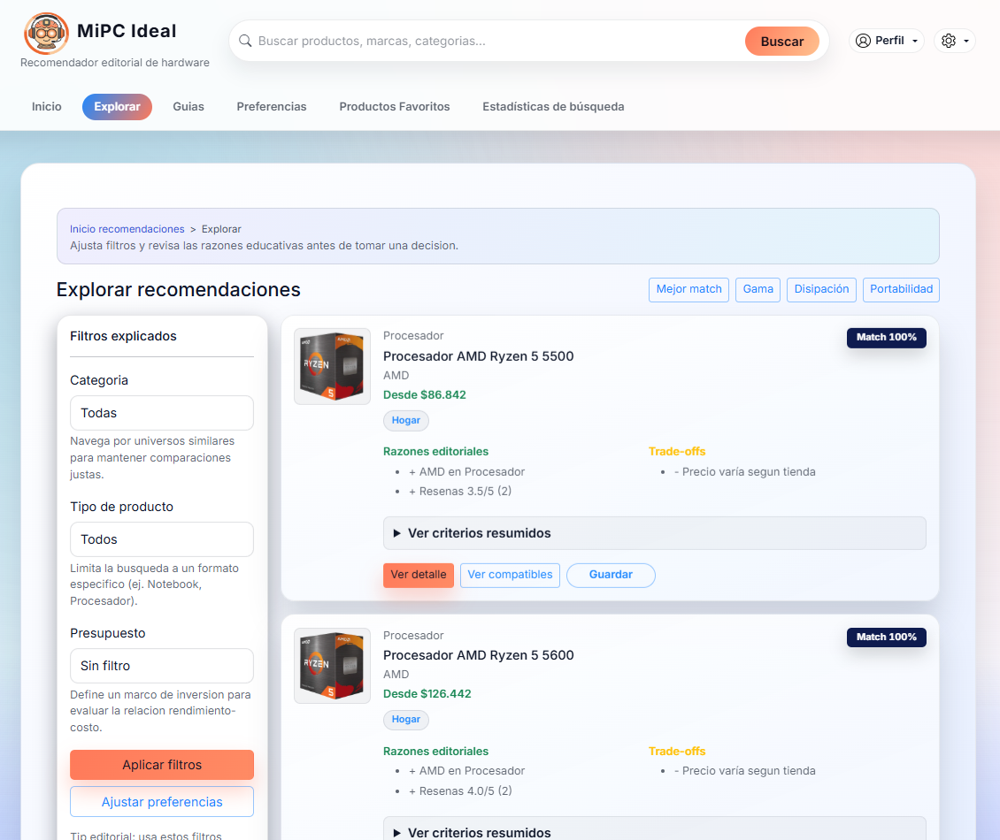 MiPC Ideal
Recomendador editorial de hardware
Buscar productos, marcas, categorias...
Buscar
Perfil
Inicio
Explorar
Guias
Preferencias
Productos Favoritos
Estadísticas de búsqueda
Inicio recomendaciones > Explorar
Ajusta filtros y revisa las razones educativas antes de tomar una decision.
Explorar recomendaciones
Mejor match
Gama
Disipación
Portabilidad
Filtros explicados
Categoria
Todas
Navega por universos similares
para mantener comparaciones
justas.
Tipo de producto
Todos
Limita la busqueda a un formato
especifico (ej. Notebook,
Procesador).
Presupuesto
Sin filtro
Define un marco de inversion para
evaluar la relacion rendimiento-
costo.
Aplicar filtros
Ajustar preferencias
Tip editorial: usa estos filtros
AMD
RYZEN
5
Procesador
Match 100%
Procesador AMD Ryzen 5 5500
AMD
Desde $86.842
Hogar
Razones editoriales
+ AMD en Procesador
+ Resenas 3.5/5 (2)
Trade-offs
- Precio varía segun tienda
Ver criterios resumidos
Ver detalle
Ver compatibles
Guardar
AMD
RYZEN
5
Procesador
Match 100%
Procesador AMD Ryzen 5 5600
AMD
Desde $126.442
Hogar
Razones editoriales
+ AMD en Procesador
+ Resenas 4.0/5 (2)
Trade-offs
- Precio varía segun tienda
Ver criterios resumidos